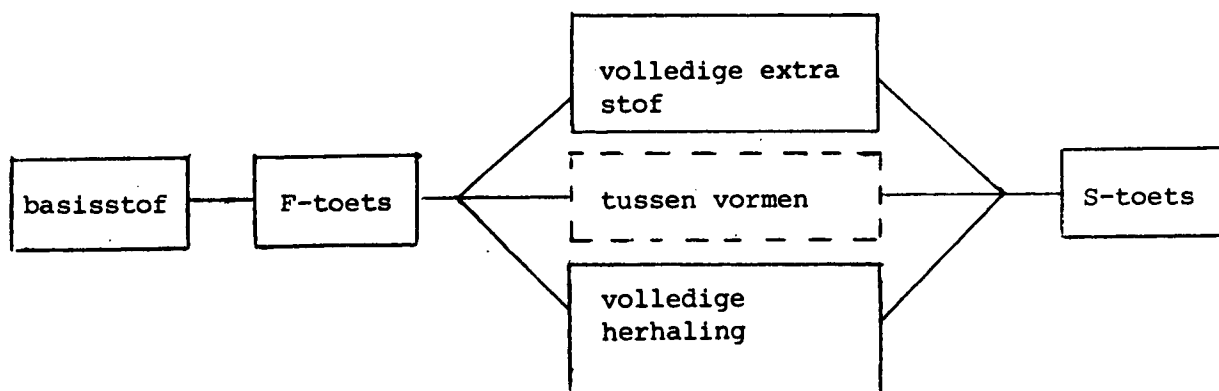 basisstof
F-toets
volledige extra
stof
tussen vormen
volledige
herhaling
S-toets